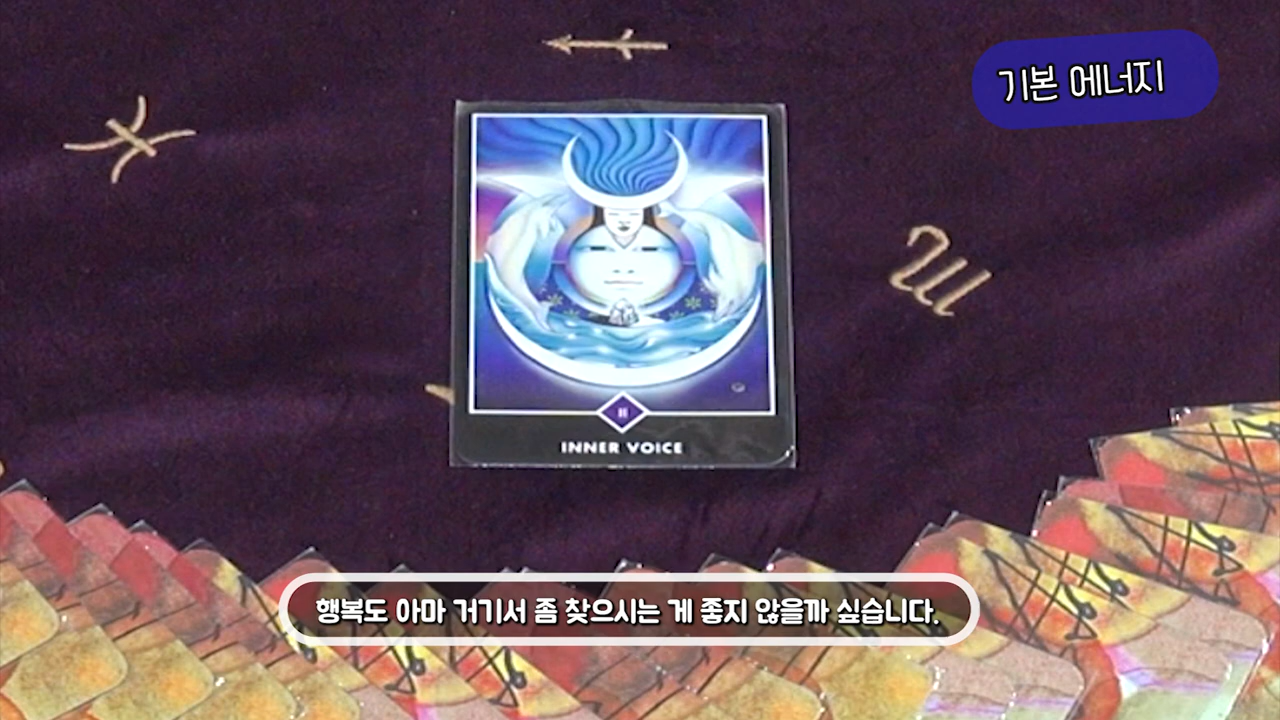 기본 에너지
II
INNER VOICE
행복도 아마 거기서 좀 찾으시는 게 좋지 않을까 싶습니다.